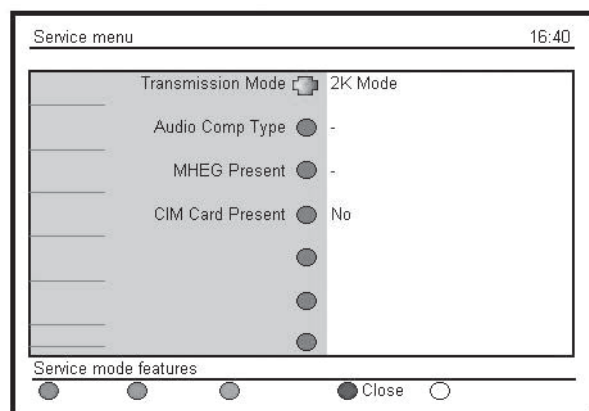 Service menu 16:40
Transmission Mode 2K Mode
Audio Comp Type -
MHEG Present -
CIM Card Present No
Service mode features
Close